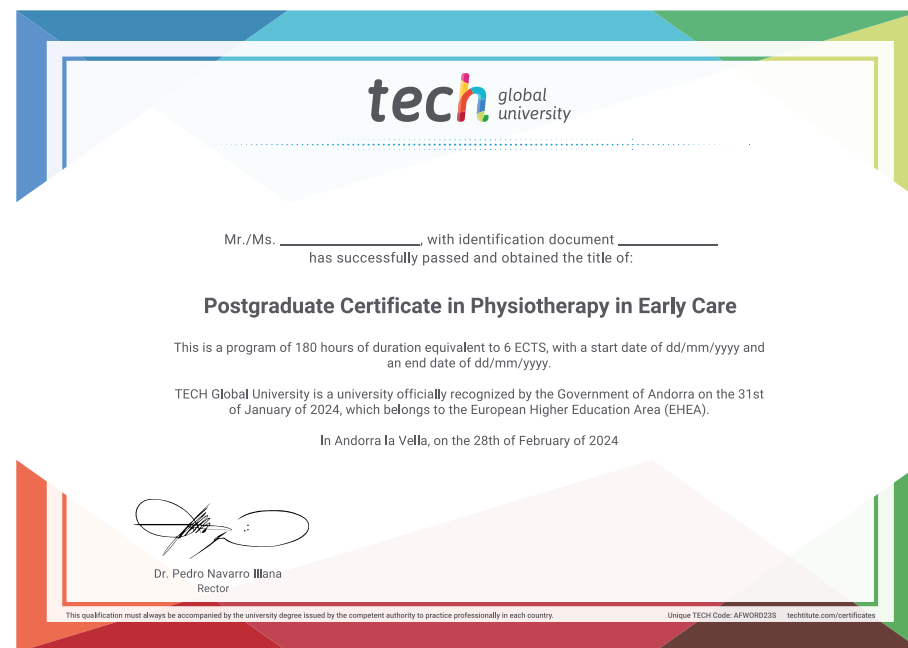 tech global
university
Mr./Ms. ____________, with identification document ____________
has successfully passed and obtained the title of:
Postgraduate Certificate in Physiotherapy in Early Care
This is a program of 180 hours of duration equivalent to 6 ECTS, with a start date of dd/mm/yyyy and
an end date of dd/mm/yyyy.
TECH Global University is a university officially recognized by the Government of Andorra on the 31st
of January of 2024, which belongs to the European Higher Education Area (EHEA).
In Andorra la Vella, on the 28th of February of 2024
Dr. Pedro Navarro Illana
Rector
This qualification must always be accompanied by the university degree issued by the competent authority to practice professionally in each country.
Unique TECH Code: AFWORD23S techtitute.com/certificates